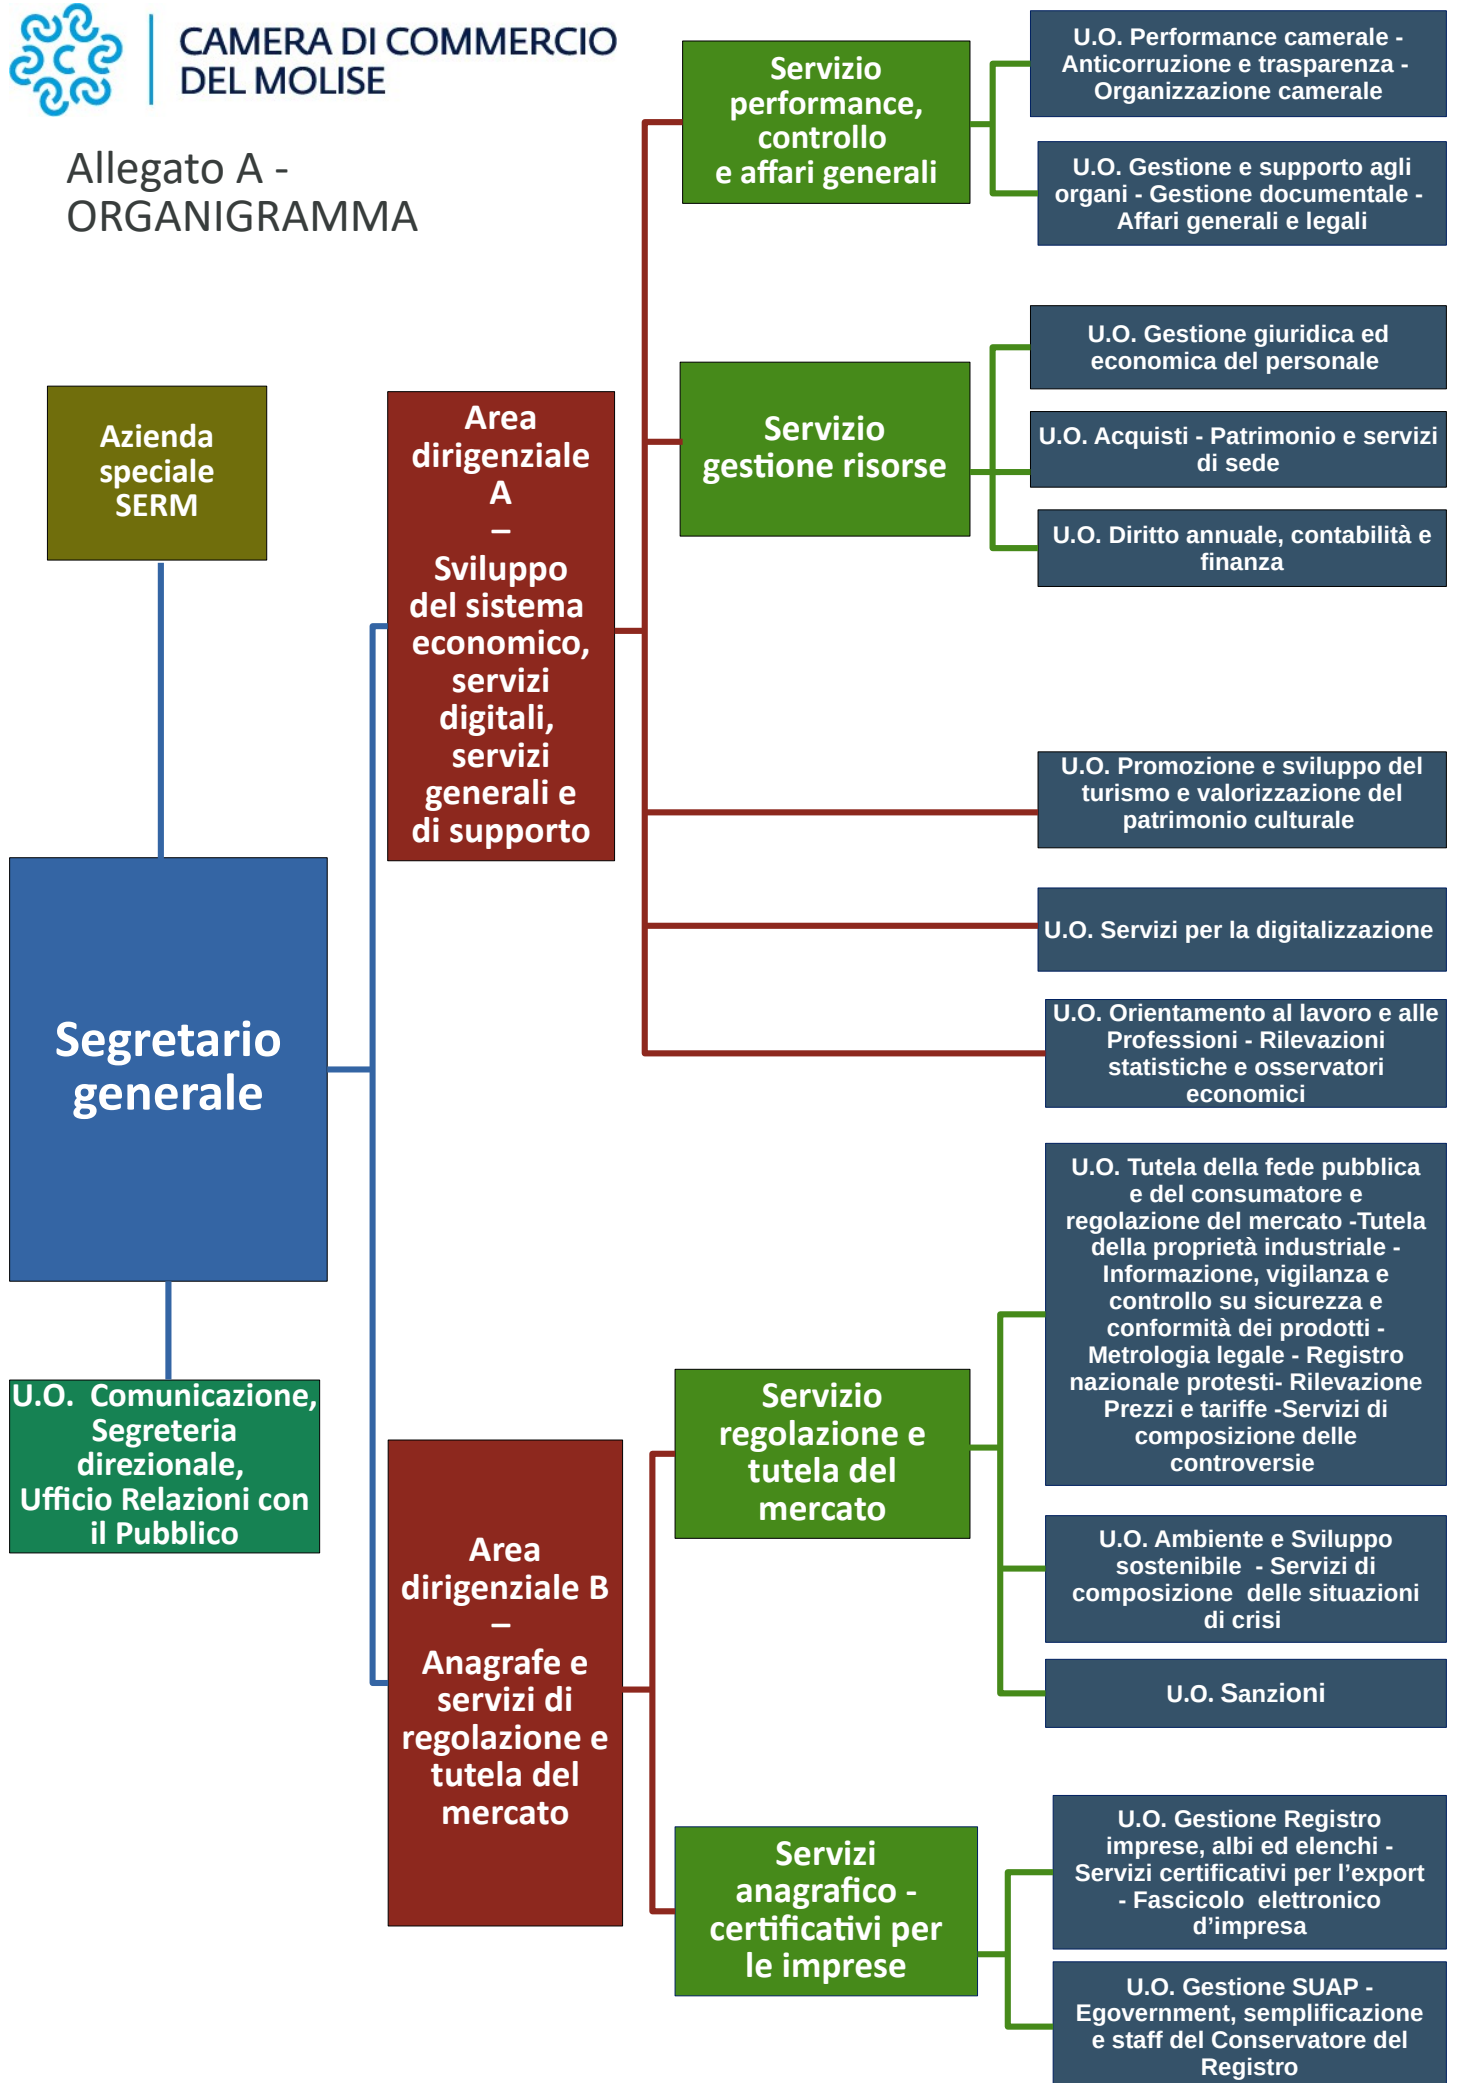 CAMERA DI COMMERCIO
DEL MOLISE
Allegato A -
ORGANIGRAMMA
Azienda
speciale
SERM
Segretario
generale
U.O.  Comunicazione,
Segreteria
direzionale,
Ufficio Relazioni con
il Pubblico
Area
dirigenziale
A
–
Sviluppo
del sistema
economico,
servizi
digitali,
servizi
generali e
di supporto
Servizio
performance,
controllo
e affari generali
U.O. Performance camerale -
Anticorruzione e trasparenza -
Organizzazione camerale
U.O. Gestione e supporto agli
organi - Gestione documentale -
Affari generali e legali
Servizio
gestione risorse
U.O. Gestione giuridica ed
economica del personale
U.O. Acquisti - Patrimonio e servizi
di sede
U.O. Diritto annuale, contabilità e
finanza
U.O. Promozione e sviluppo del
turismo e valorizzazione del
patrimonio culturale
U.O. Servizi per la digitalizzazione
U.O. Orientamento al lavoro e alle
Professioni - Rilevazioni
statistiche e osservatori
economici
Area
dirigenziale B
–
Anagrafe e
servizi di
regolazione e
tutela del
mercato
Servizio
regolazione e
tutela del
mercato
U.O. Tutela della fede pubblica
e del consumatore e
regolazione del mercato -Tutela
della proprietà industriale -
Informazione, vigilanza e
controllo su sicurezza e
conformità dei prodotti -
Metrologia legale - Registro
nazionale protesti- Rilevazione
Prezzi e tariffe -Servizi di
composizione delle
controversie
U.O. Ambiente e Sviluppo
sostenibile  - Servizi di
composizione  delle situazioni
di crisi
U.O. Sanzioni
Servizi
anagrafico -
certificativi per
le imprese
U.O. Gestione Registro
imprese, albi ed elenchi -
Servizi certificativi per l’export
- Fascicolo  elettronico
d’impresa
U.O. Gestione SUAP -
Egovernment, semplificazione
e staff del Conservatore del
Registro